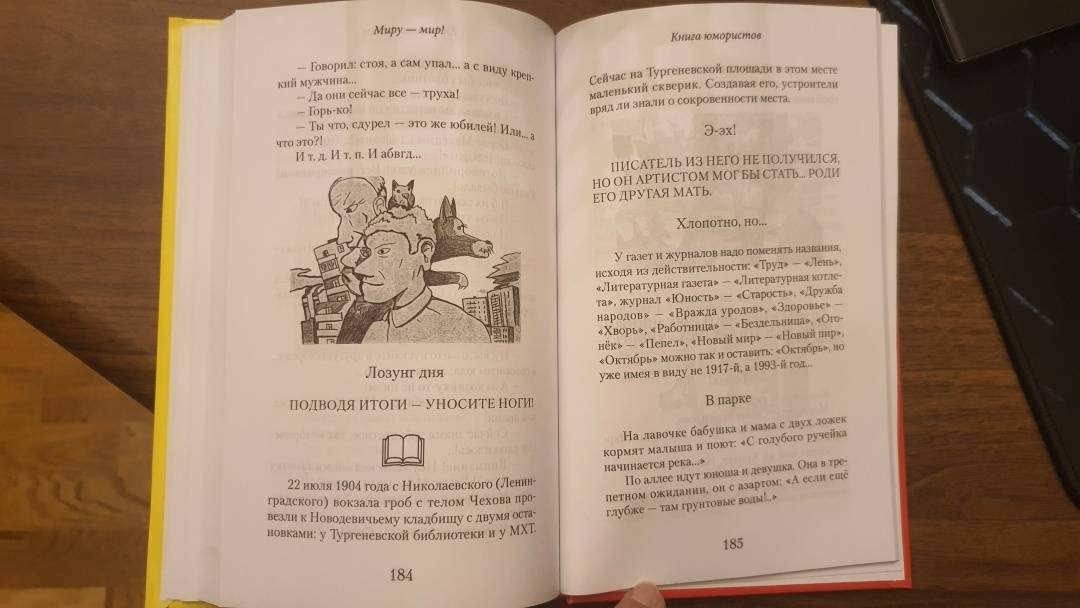 Миру — мир!
— Говорил: стоя, а сам упал... а с виду креп-
кий мужчина...
— Да они сейчас все — труха!
— Горь-ко!
— Ты что, сдурел — это же юбилей! Или... а
что это?!
И т. д. И т. п. И абвгд...
Лозунг дня
ПОДВОДЯ ИТОГИ — УНОСИТЕ НОГИ!
22 июля 1904 года с Николаевского (Ленин-
градского) вокзала гроб с телом Чехова про-
везли к Новодевичьему кладбищу с двумя оста-
новками: у Тургеневской библиотеки и у МХТ.
184
Книга юмористов
Сейчас на Тургеневской площади в этом месте
маленький скверик. Создавая его, устроители
вряд ли знали о сокровенности места.
Э-эх!
ПИСАТЕЛЬ ИЗ НЕГО НЕ ПОЛУЧИЛСЯ,
НО ОН АРТИСТОМ МОГ БЫ СТАТЬ... РОДИ
ЕГО ДРУГАЯ МАТЬ.
Хлопотно, но...
У газет и журналов надо поменять названия,
исходя из действительности: «Труд» — «Лень»,
«Литературная газета» — «Литературная котле-
та», журнал «Юность» — «Старость», «Дружба
народов» — «Вражда уродов», «Здоровье» —
«Хворь», «Работница» — «Бездельница», «Ого-
нёк» — «Пепел», «Новый мир» — «Новый пир»,
«Октябрь» можно так и оставить: «Октябрь», но
уже имея в виду не 1917-й, а 1993-й год...
В парке
На лавочке бабушка и мама с двух ложек
кормят малыша и поют: «С голубого ручейка
начинается река...»
По аллее идут юноша и девушка. Она в тре-
петном ожидании, он с азартом: «А если ещё
глубже — там грунтовые воды!..»
185